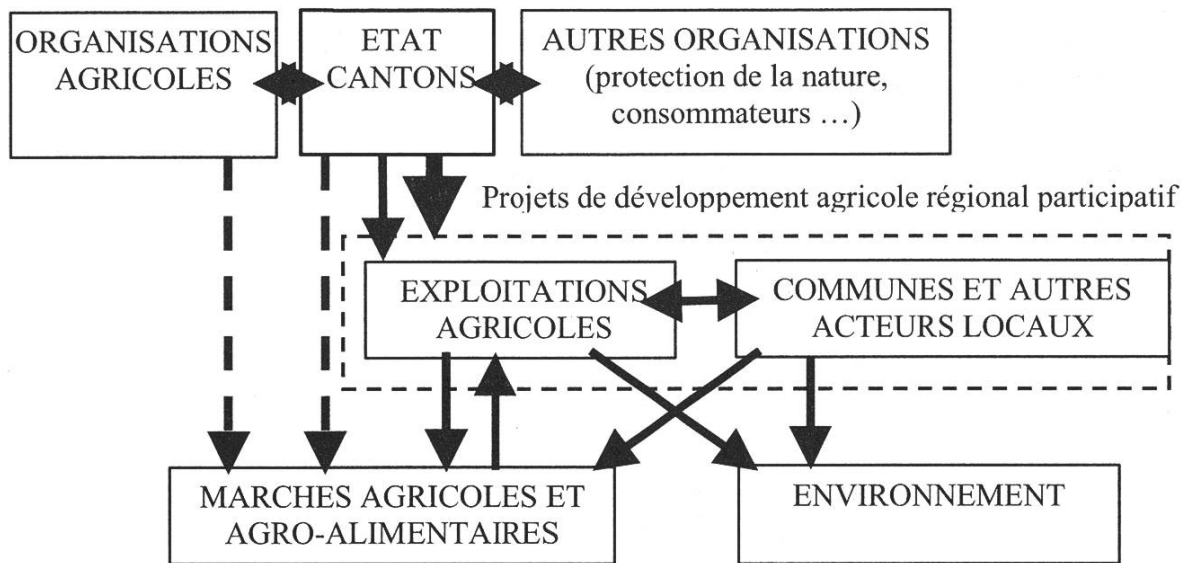 ORGANISATIONS
AGRICOLES
ETAT
CANTONS
AUTRES ORGANISATIONS
(protection de la nature,
consommateurs …)
Projets de développement agricole régional participatif
EXPLOITATIONS
AGRICOLES
COMMUNES ET AUTRES
ACTEURS LOCAUX
MARCHES AGRICOLES ET
AGRO-ALIMENTAIRES
ENVIRONNEMENT